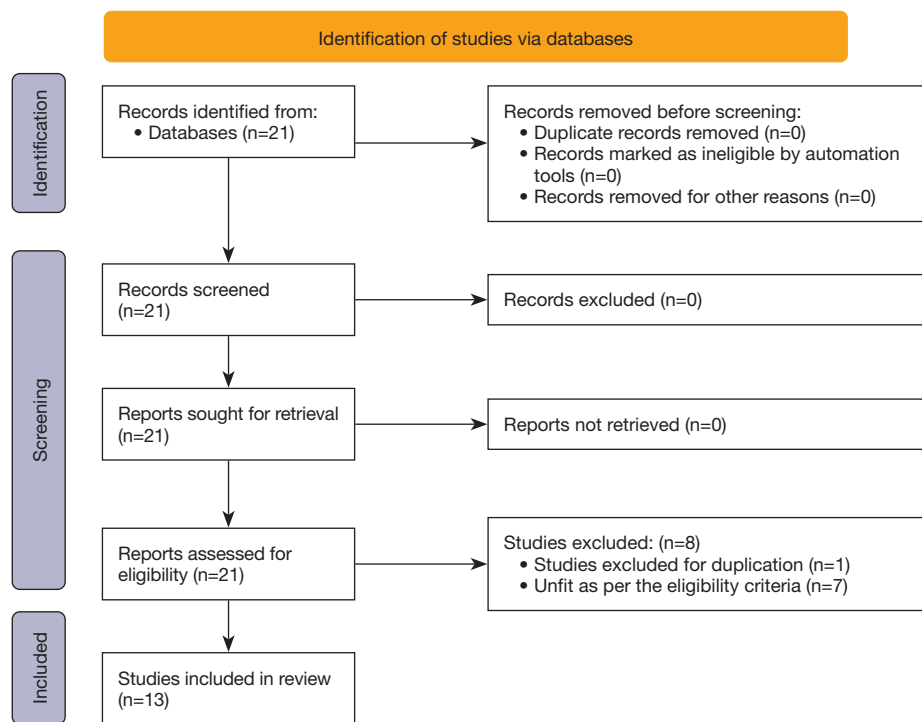 Identification of studies via databases
Identification
Records identified from:
• Databases (n=21)
Records removed before screening:
• Duplicate records removed (n=0)
• Records marked as ineligible by automation
tools (n=0)
• Records removed for other reasons (n=0)
Screening
Records screened
(n=21)
Records excluded (n=0)
Reports sought for retrieval
(n=21)
Reports not retrieved (n=0)
Reports assessed for
eligibility (n=21)
Studies excluded: (n=8)
• Studies excluded for duplication (n=1)
• Unfit as per the eligibility criteria (n=7)
Included
Studies included in review
(n=13)